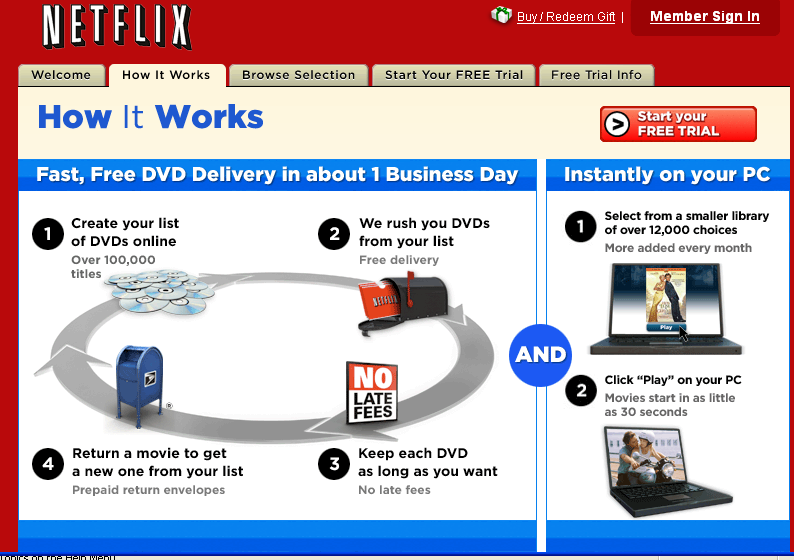 NETFLIX
Buy / Redeem Gift |
Member Sign In
Welcome
How It Works
Browse Selection
Start Your FREE Trial
Free Trial Info
How It Works
Start your
FREE TRIAL
Fast, Free DVD Delivery in about 1 Business Day
1
Create your list
of DVDs online
Over 100,000
titles
2
We rush you DVDs
from your list
Free delivery
NETFLIX
NO
LATE
FEES
®
4
Return a movie to get
a new one from your list
Prepaid return envelopes
3
Keep each DVD
as long as you want
No late fees
AND
Instantly on your PC
1
Select from a smaller library
of over 12,000 choices
More added every month
Play
2
Click “Play” on your PC
Movies start in as little
as 30 seconds
Topics on the Help Menu